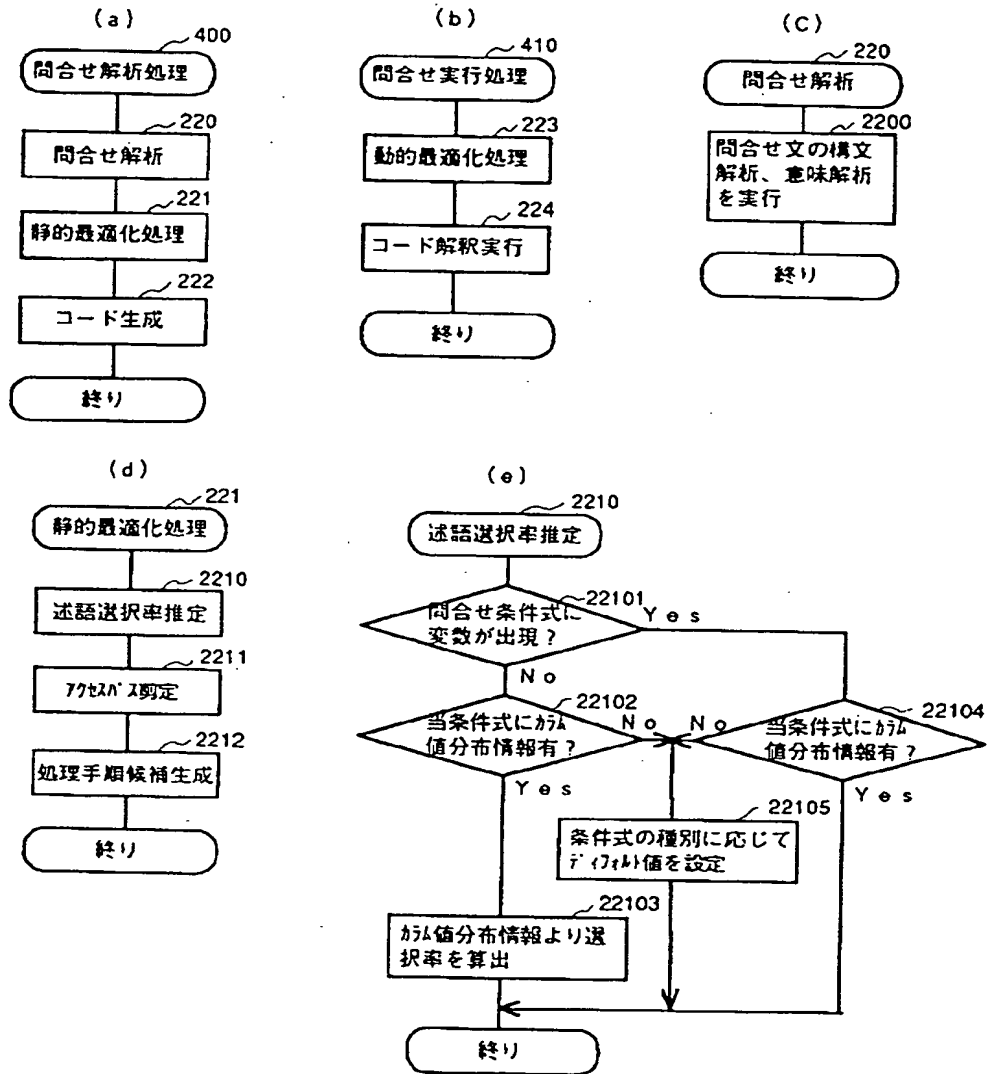 (a)
400
問合せ解析処理
220
問合せ解析
221
静的最適化処理
222
コード生成
終り
(b)
410
問合せ実行処理
223
動的最適化処理
224
コード解釈実行
終り
(C)
220
問合せ解析
2200
問合せ文の構文
解析、意味解析
を実行
終り
(d)
221
静的最適化処理
2210
述語選択率推定
2211
アクセスパス剪定
2212
処理手順候補生成
終り
(e)
2210
述語選択率推定
22101
問合せ条件式に
変数が出現?
Yes
No
22102
当条件式にカラム
値分布情報有?
No
Yes
22104
当条件式にカラム
値分布情報有?
No
Yes
22105
条件式の種別に応じて
ディフォルト値を設定
22103
カラム値分布情報より選
択率を算出
終り